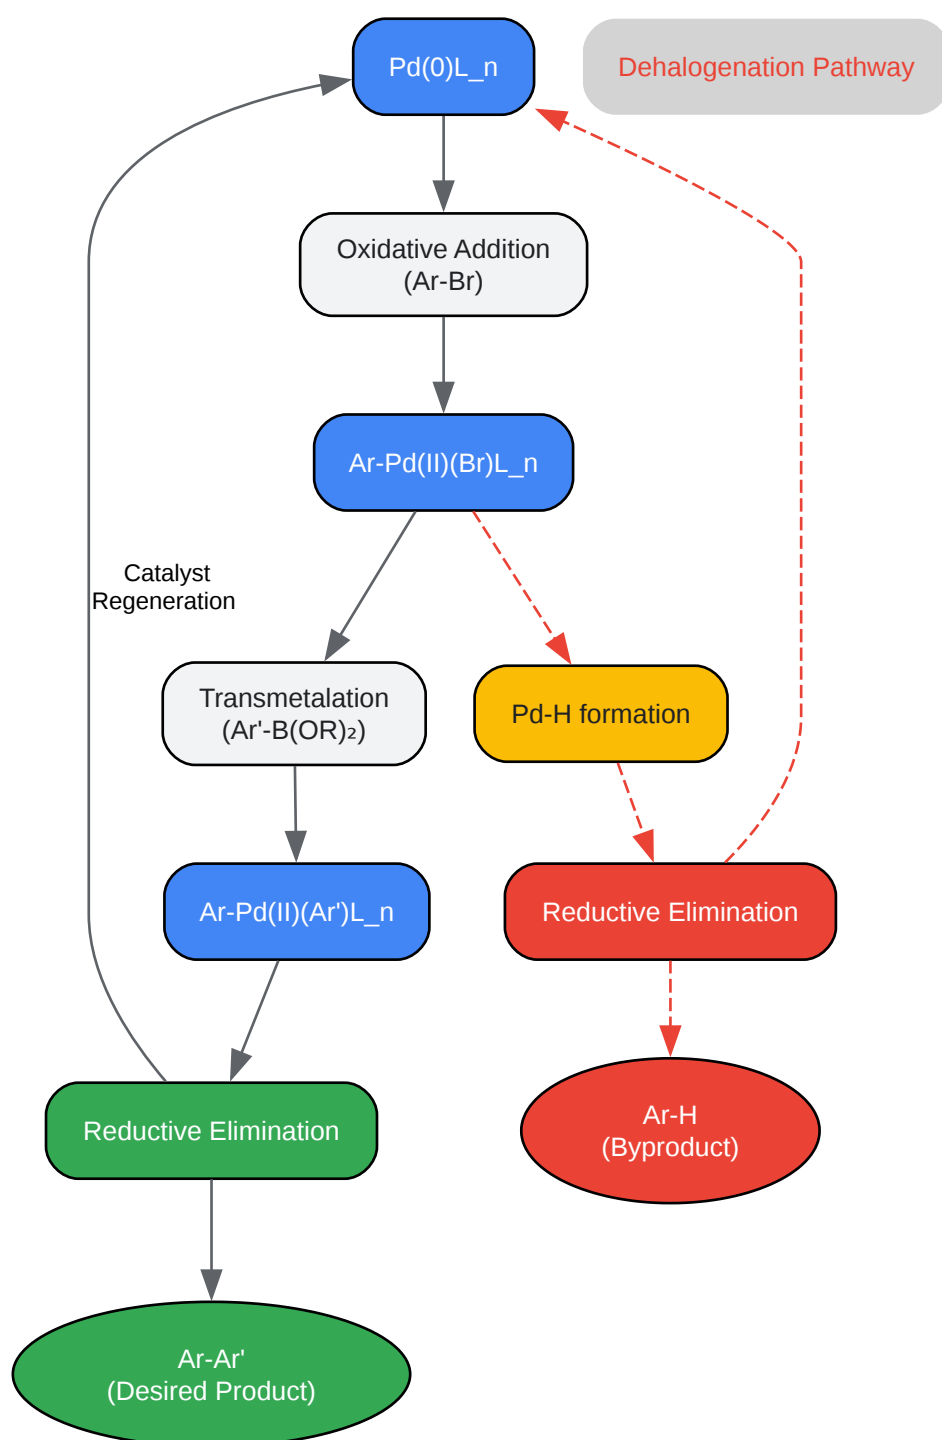 Pd(0)L_n
Dehalogenation Pathway
Oxidative Addition
(Ar-Br)
Ar-Pd(II)(Br)L_n
Catalyst
Regeneration
Transmetalation
(Ar'-B(OR)₂)
Pd-H formation
Ar-Pd(II)(Ar')L_n
Reductive Elimination
Reductive Elimination
Ar-H
(Byproduct)
Ar-Ar'
(Desired Product)